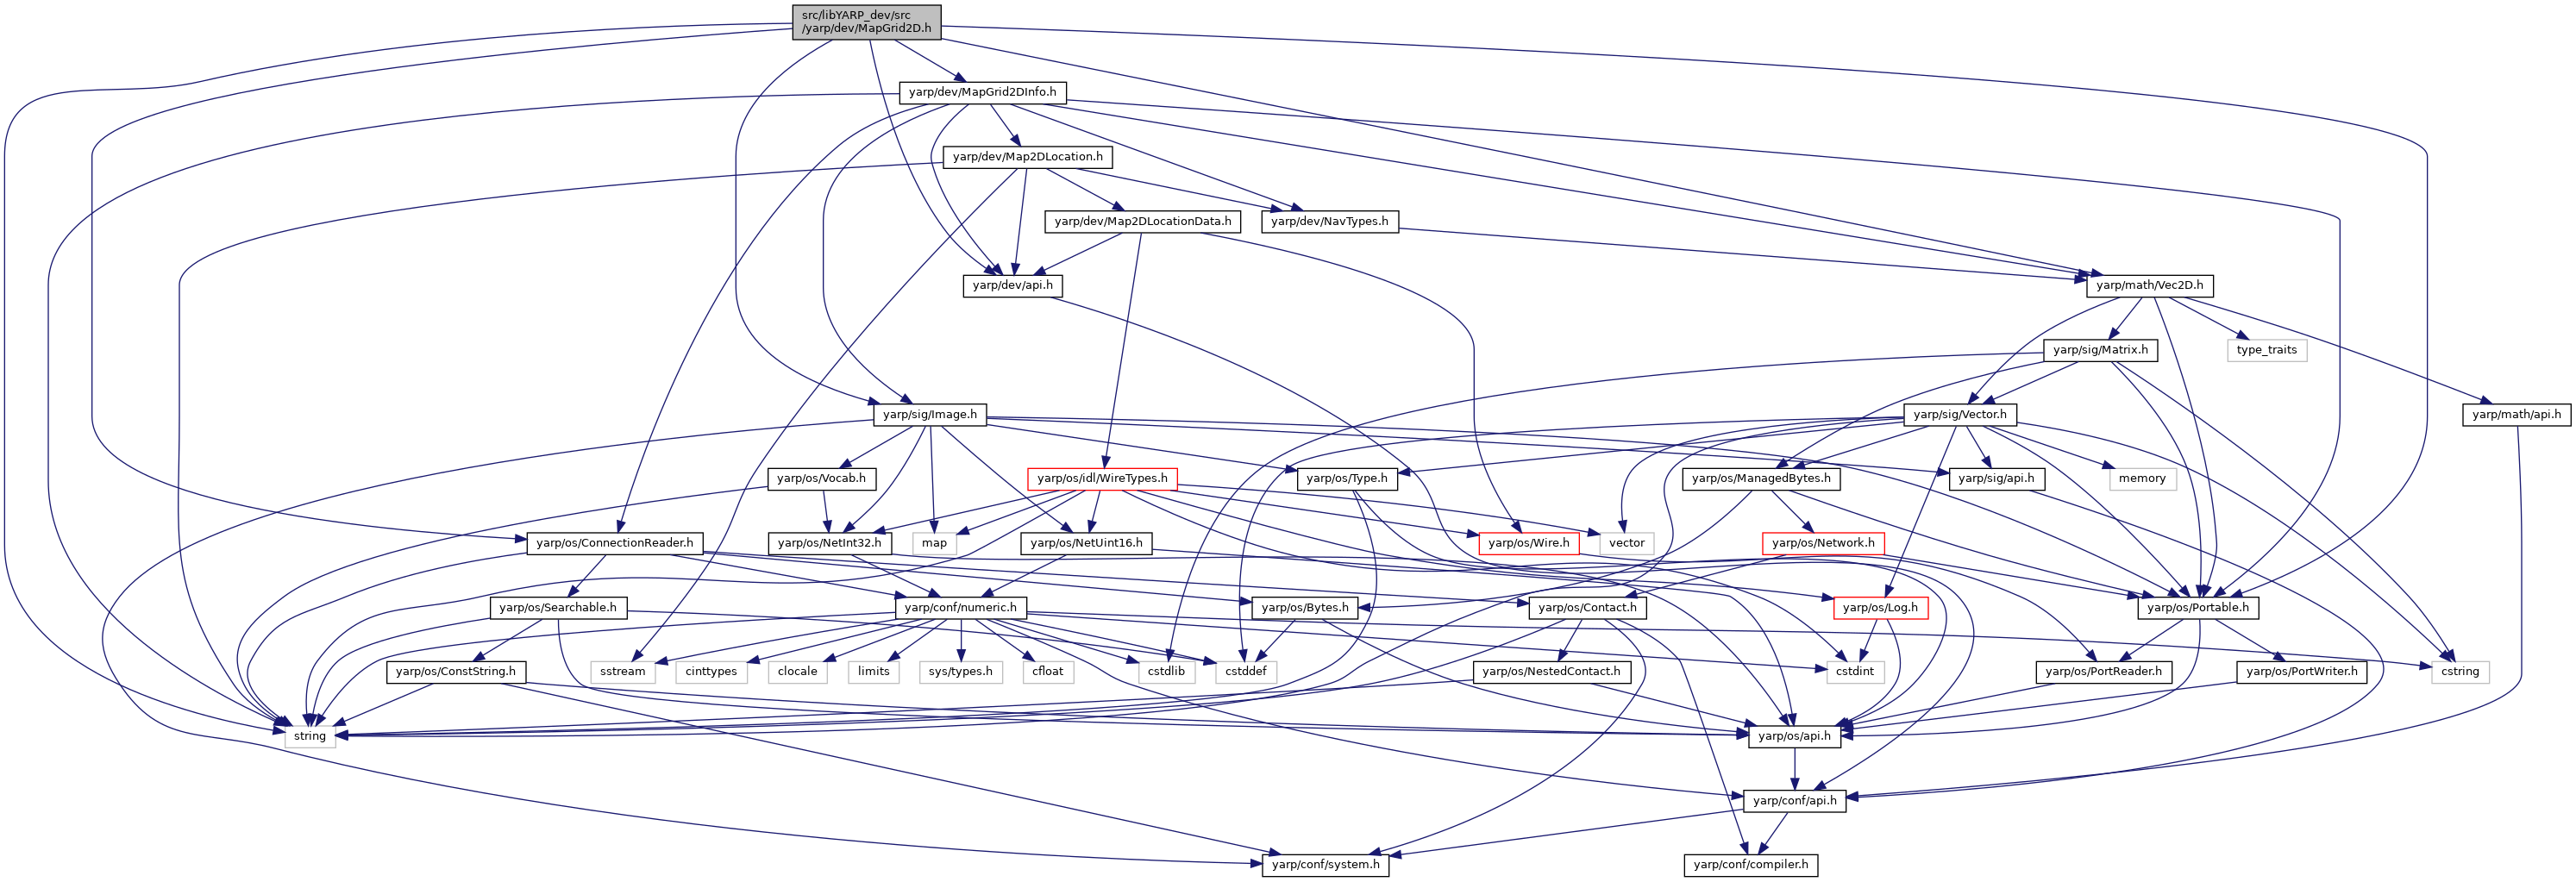 src/libYARP_dev/src
/yarp/dev/MapGrid2D.h
yarp/dev/MapGrid2DInfo.h
yarp/dev/Map2DLocation.h
yarp/dev/Map2DLocationData.h
yarp/dev/NavTypes.h
yarp/dev/api.h
yarp/math/Vec2D.h
yarp/sig/Matrix.h
type_traits
yarp/sig/Image.h
yarp/sig/Vector.h
yarp/math/api.h
yarp/os/Vocab.h
yarp/os/idl/WireTypes.h
yarp/os/Type.h
yarp/os/ManagedBytes.h
yarp/sig/api.h
memory
yarp/os/ConnectionReader.h
yarp/os/NetInt32.h
map
yarp/os/NetUint16.h
yarp/os/Wire.h
vector
yarp/os/Network.h
yarp/os/Searchable.h
yarp/conf/numeric.h
yarp/os/Bytes.h
yarp/os/Contact.h
yarp/os/Log.h
yarp/os/Portable.h
yarp/os/ConstString.h
sstream
cinttypes
clocale
limits
sys/types.h
cfloat
cstdlib
cstddef
yarp/os/NestedContact.h
cstdint
yarp/os/PortReader.h
yarp/os/PortWriter.h
cstring
string
yarp/os/api.h
yarp/conf/api.h
yarp/conf/system.h
yarp/conf/compiler.h